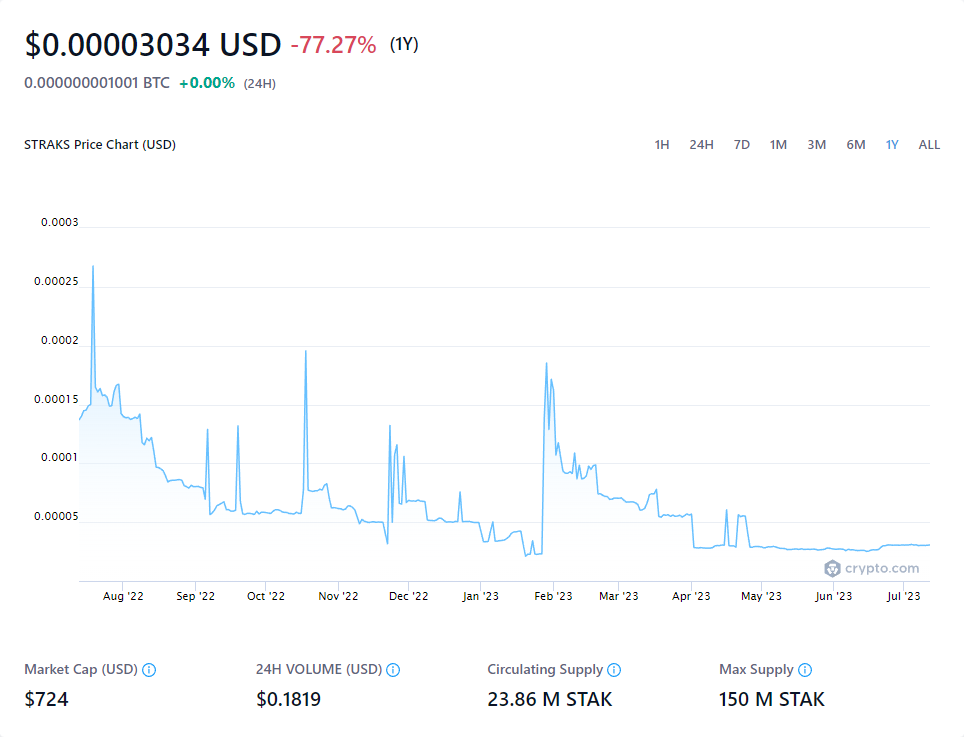 $0.00003034 USD -77.27% (1Y)
0.000000001001 BTC +0.00% (24H)
STRAKS Price Chart (USD) 1H 24H 7D 1M 3M 6M 1Y ALL
0.0003
0.00025
0.0002
0.00015
0.0001
0.00005
crypto.com
Aug '22 Sep '22 Oct '22 Nov '22 Dec '22 Jan '23 Feb '23 Mar '23 Apr '23 May '23 Jun '23 Jul '23
Market Cap (USD) 24H VOLUME (USD) Circulating Supply Max Supply
$724 $0.1819 23.86 M STAK 150 M STAK